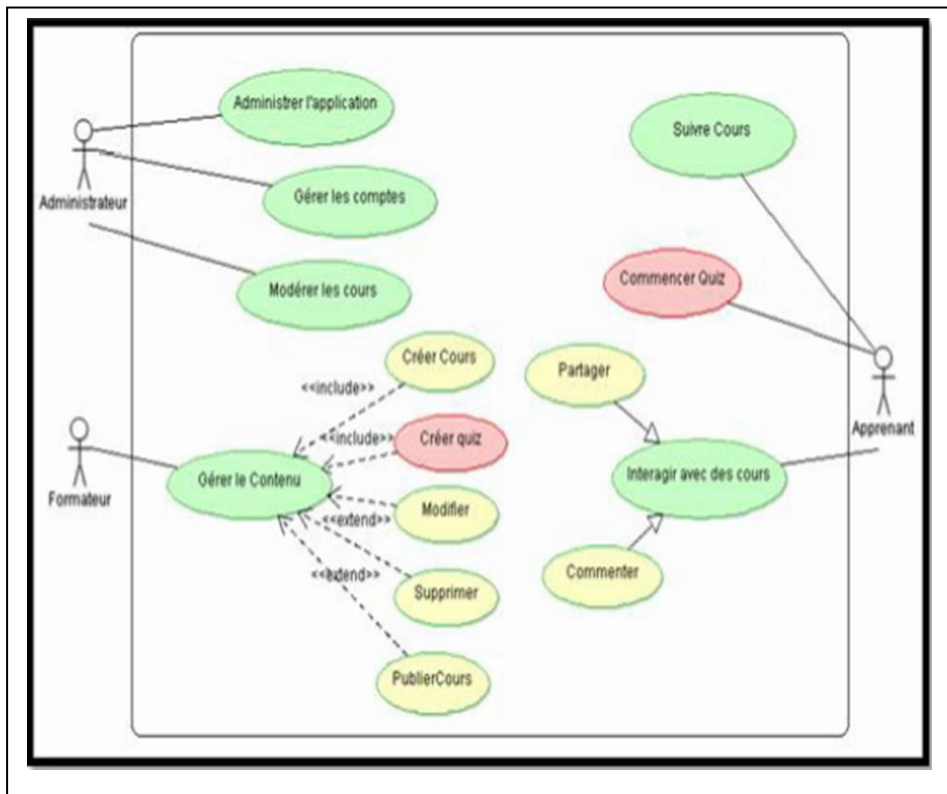 Administrer l'application
Suivre Cours
Administrateur
Gérer les comptes
Modérer les cours
Commencer Quiz
Créer Cours
Partager
<<include>>
<<include>>
Créer quiz
Apprenant
Formateur
Gérer le Contenu
Interagir avec des cours
Modifier
<<extend>>
<<extend>>
Commenter
Supprimer
PublierCours